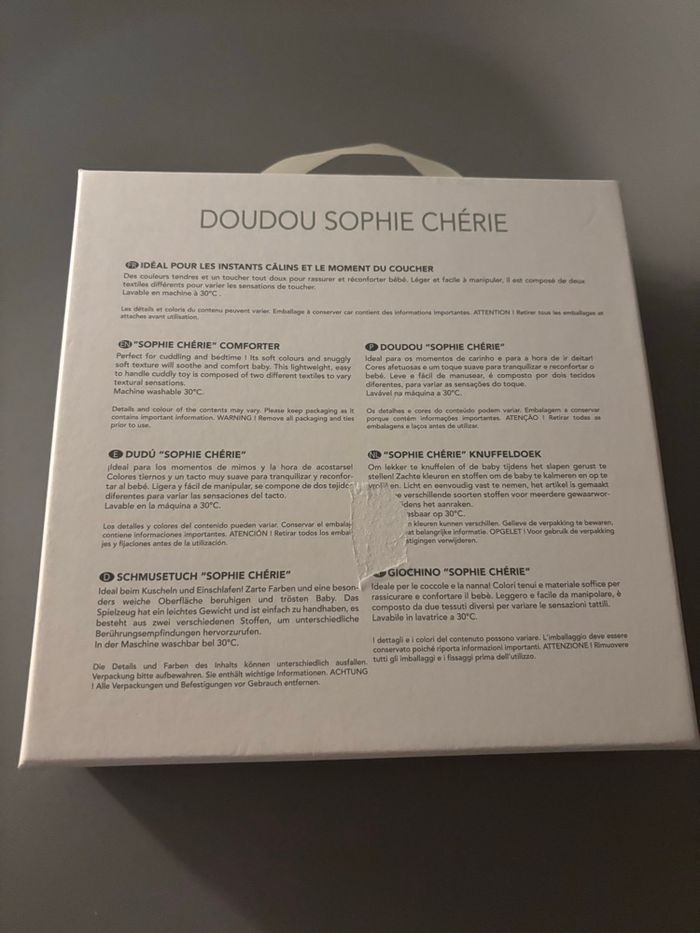 DOUDOU SOPHIE CHÉRIE
FR IDÉAL POUR LES INSTANTS CÂLINS ET LE MOMENT DU COUCHER
Des couleurs tendres et un toucher tout doux pour rassurer et réconforter bébé. Léger et facile à manipuler, il est composé de deux
textiles différents pour varier les sensations de toucher.
Lavable en machine à 30°C .
Les détails et coloris du contenu peuvent varier. Emballage à conserver car contient des informations importantes. ATTENTION ! Retirer tous les emballages et
attaches avant utilisation.
EN "SOPHIE CHÉRIE" COMFORTER
Perfect for cuddling and bedtime ! Its soft colours and snuggly
soft texture will soothe and comfort baby. This lightweight, easy
to handle cuddly toy is composed of two different textiles to vary
textural sensations.
Machine washable 30°C.
Details and colour of the contents may vary. Please keep packaging as it
contains important information. WARNING ! Remove all packaging and ties
prior to use.
P DOUDOU "SOPHIE CHÉRIE"
Ideal para os momentos de carinho e para a hora de ir deitar!
Cores afetuosas e um toque suave para tranquilizar e reconfortar o
bebé. Leve e fácil de manusear, é composto por dois tecidos
diferentes, para variar as sensações do toque.
Lavável na máquina a 30°C.
Os detalhes e cores do conteúdo podem variar. Embalagem a conservar
porque contém informações importantes. ATENÇÃO ! Retirar todas as
embalagens e laços antes de utilizar.
E DUDÚ "SOPHIE CHÉRIE"
¡Ideal para los momentos de mimos y la hora de acostarse!
Colores tiernos y un tacto muy suave para tranquilizar y reconfor-
tar al bebé. Ligera y fácil de manipular, se compone de dos tejidos
diferentes para variar las sensaciones del tacto.
Lavable en la máquina a 30°C.
Los detalles y colores del contenido pueden variar. Conservar el embala-
contiene informaciones importantes. ATENCIÓN ! Retirar todos los embal
jes y fijaciones antes de la utilización.
NL "SOPHIE CHÉRIE" KNUFFELDOEK
Om lekker te knuffelen of de baby tijdens het slapen gerust te
stellen! Zachte kleuren en stoffen om de baby te kalmeren en op te
en. Licht en eenvoudig vast te nemen, het artikel is gemaakt
e verschillende soorten stoffen voor meerdere gewaarwor-
idens het aanraken.
asbaar op 30°C.
n kleuren kunnen verschillen. Gelieve de verpakking te bewaren,
at belangrijke informatie. OPGELET ! Voor gebruik de verpakking
stigingen verwijderen.
D SCHMUSETUCH "SOPHIE CHÉRIE"
Ideal beim Kuscheln und Einschlafen! Zarte Farben und eine beson-
ders weiche Oberfläche beruhigen und trösten Baby. Das
Spielzeug hat ein leichtes Gewicht und ist einfach zu handhaben, es
besteht aus zwei verschiedenen Stoffen, um unterschiedliche
Berührungsempfindungen hervorzurufen.
In der Maschine waschbar bei 30°C.
Die Details und Farben des Inhalts können unterschiedlich ausfallen.
Verpackung bitte aufbewahren. Sie enthält wichtige Informationen. ACHTUNG
! Alle Verpackungen und Befestigungen vor Gebrauch entfernen.
GIOCHINO "SOPHIE CHÉRIE"
Ideale per le coccole e la nanna! Colori tenui e materiale soffice per
rassicurare e confortare il bebè. Leggero e facile da manipolare, è
composto da due tessuti diversi per variare le sensazioni tattili.
Lavabile in lavatrice a 30°C.
I dettagli e i colori del contenuto possono variare. L'imballaggio deve essere
conservato poiché riporta informazioni importanti. ATTENZIONE ! Rimuovere
tutti gli imballaggi e i fissaggi prima dell'utilizzo.